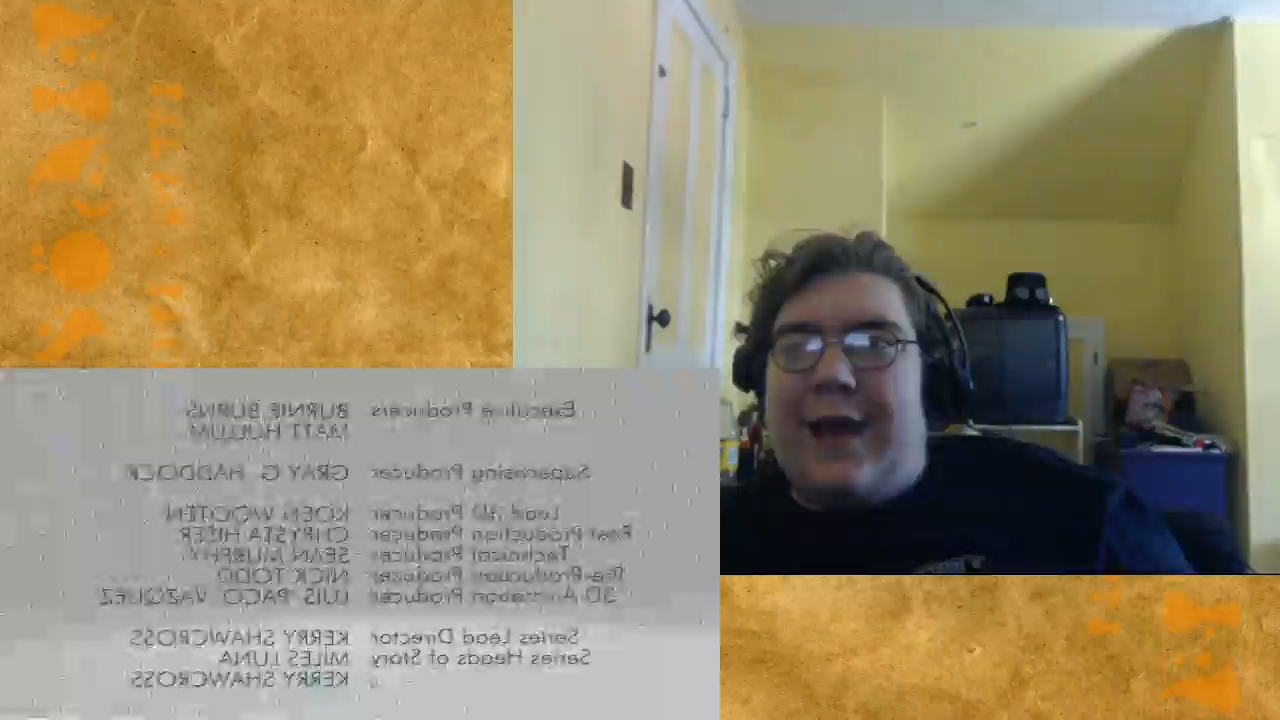 Executive Producers BURNIE BURNS
MATT HULLUM
Supervising Producer GRAY G. HADDOCK
Lead 3D Producer KOEN WOOTEN
Post Production Producer CHRYSTA HISER
Technical Producer SEAN MURPHY
Pre-Production Producer NICK TODD
3D Animation Producer LUIS "PACO" VAZQUEZ
Series Lead Director KERRY SHAWCROSS
Series Heads of Story MILES LUNA
KERRY SHAWCROSS